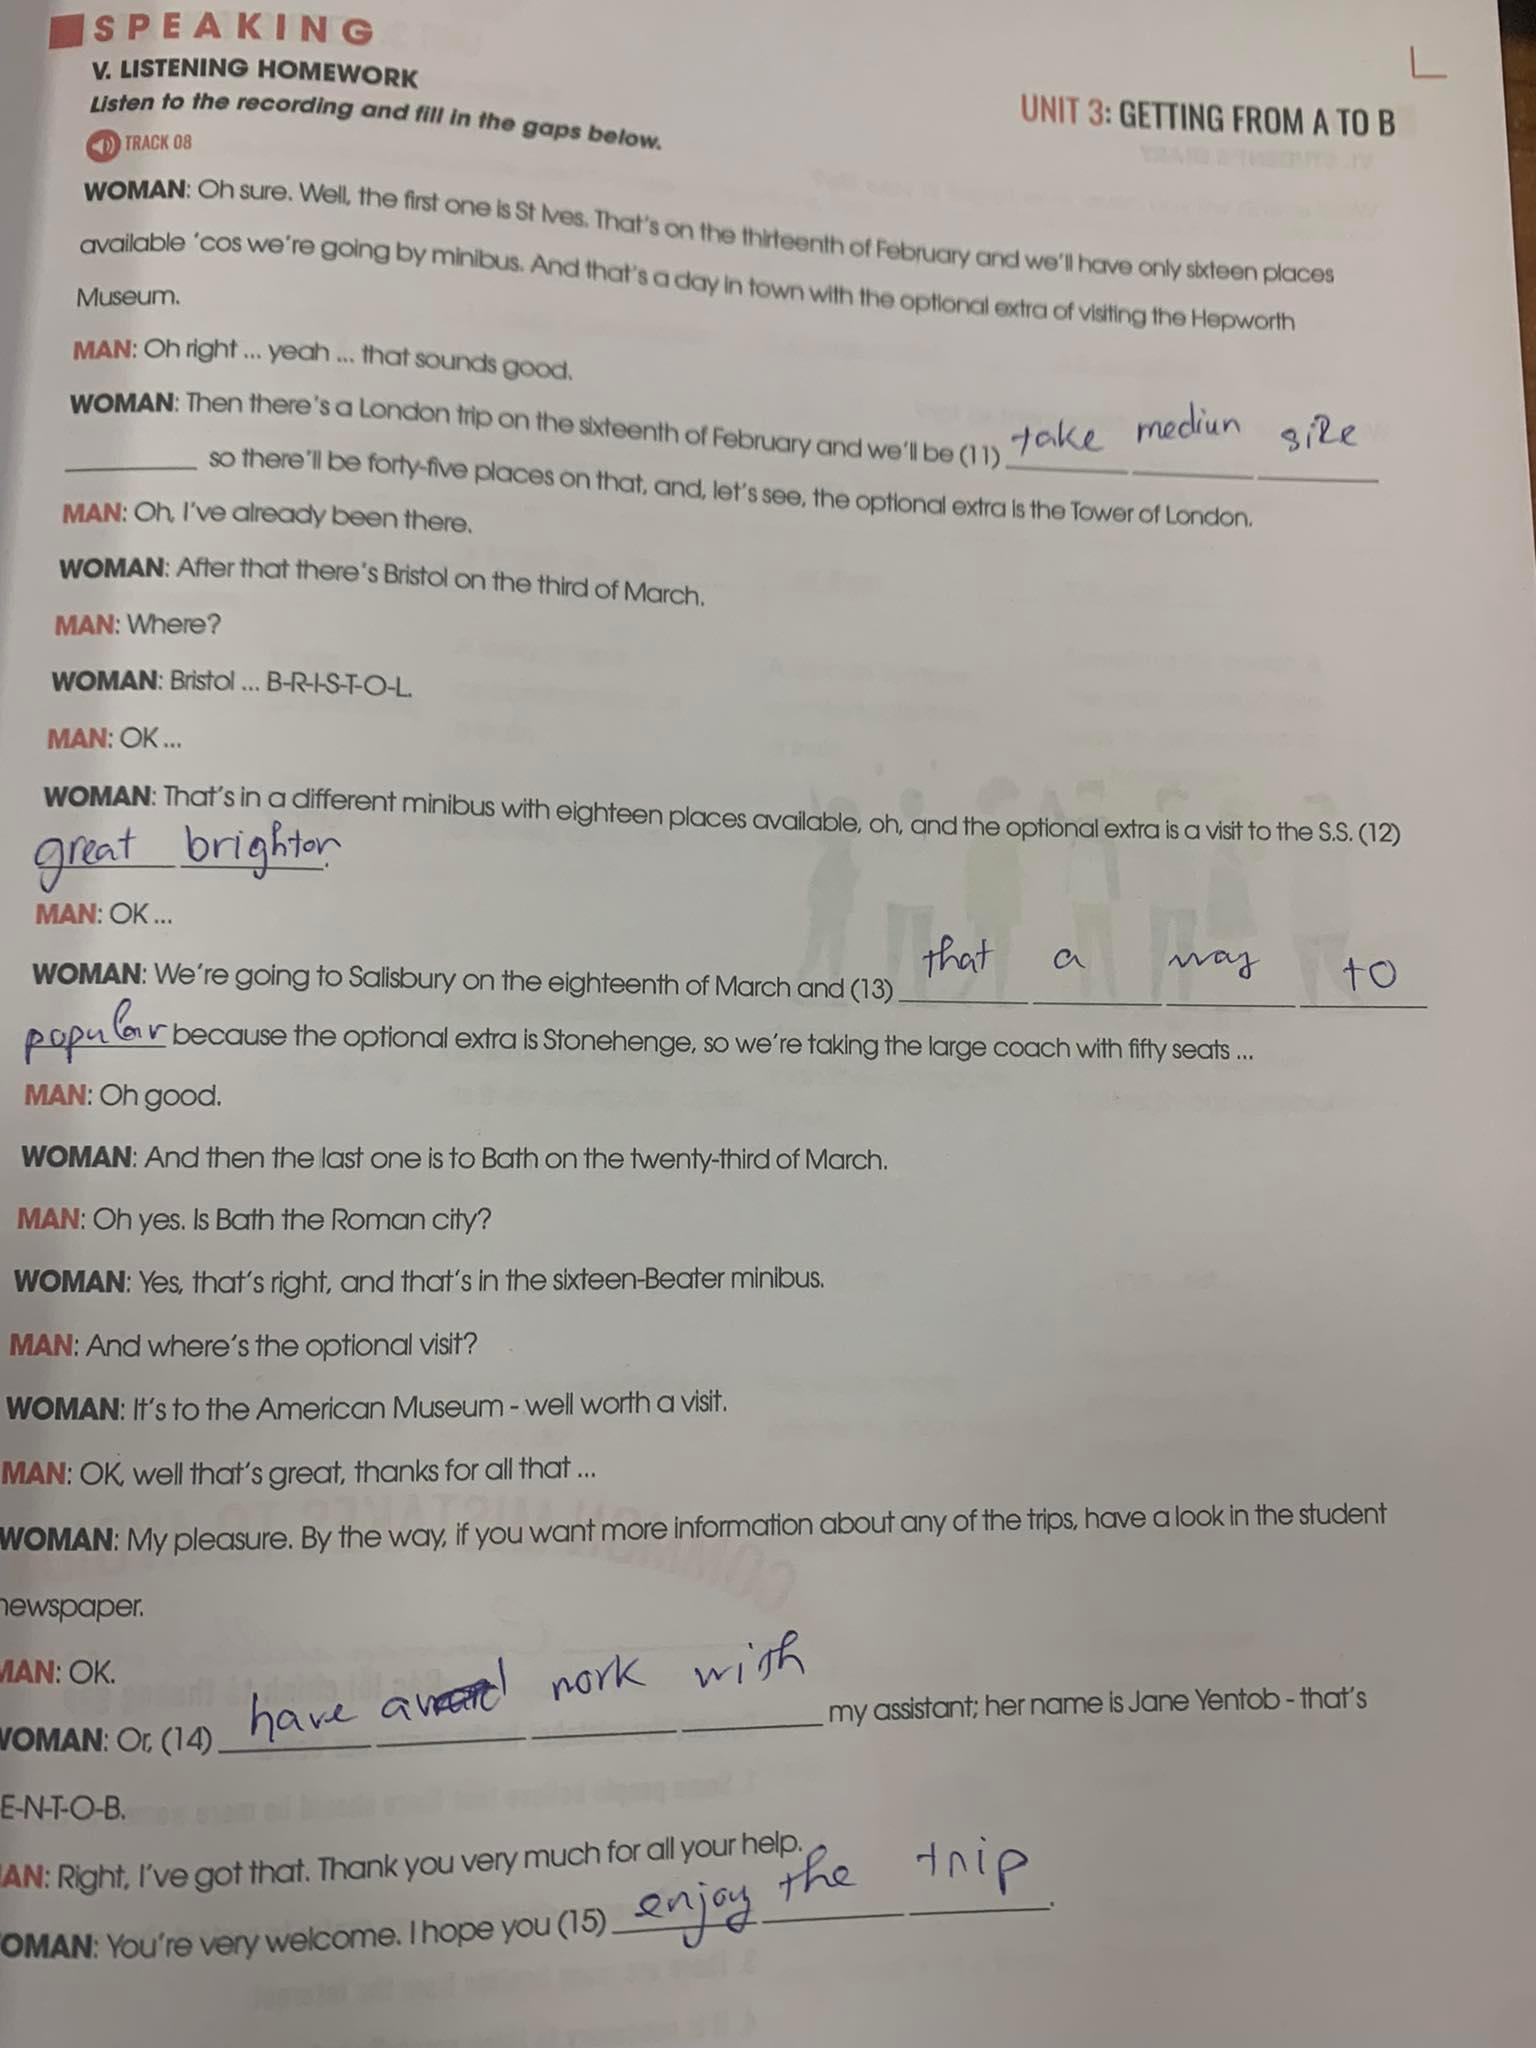 SPEAKING
V. LISTENING HOMEWORK
Listen to the recording and fill in the gaps below.
UNIT 3: GETTING FROM A TO B
TRACK 08
WOMAN: Oh sure. Well, the first one is St Ives. That's on the thirteenth of February and we'll have only sixteen places
available 'cos we're going by minibus. And that's a day in town with the optional extra of visiting the Hepworth
Museum.
MAN: Oh right ... yeah ... that sounds good.
WOMAN: Then there's a London trip on the sixteenth of February and we'll be (11) take mediun size
____ so there'll be forty-five places on that, and, let's see, the optional extra is the Tower of London.
MAN: Oh, I've already been there.
WOMAN: After that there's Bristol on the third of March.
MAN: Where?
WOMAN: Bristol ... B-R-I-S-T-O-L.
MAN: OK ...
WOMAN: That's in a different minibus with eighteen places available, oh, and the optional extra is a visit to the S.S. (12)
great brighton.
MAN: OK ...
WOMAN: We're going to Salisbury on the eighteenth of March and (13) that a way to
popular because the optional extra is Stonehenge, so we're taking the large coach with fifty seats ...
MAN: Oh good.
WOMAN: And then the last one is to Bath on the twenty-third of March.
MAN: Oh yes. Is Bath the Roman city?
WOMAN: Yes, that's right, and that's in the sixteen-Beater minibus.
MAN: And where's the optional visit?
WOMAN: It's to the American Museum - well worth a visit.
MAN: OK, well that's great, thanks for all that ...
WOMAN: My pleasure. By the way, if you want more information about any of the trips, have a look in the student
newspaper.
MAN: OK.
WOMAN: Or, (14) have a work with my assistant; her name is Jane Yentob - that's
E-N-T-O-B.
AN: Right, I've got that. Thank you very much for all your help.
OMAN: You're very welcome. I hope you (15) enjoy the trip.